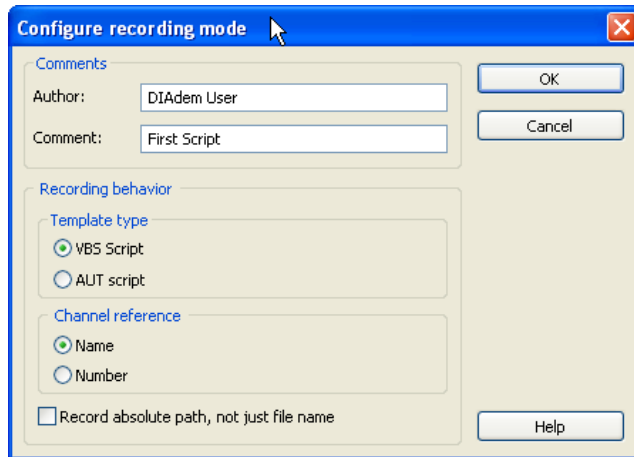 Configure recording mode
Comments
Author: DIAdem User
Comment: First Script
OK
Cancel
Recording behavior
Template type
VBS Script
AUT script
Channel reference
Name
Number
Record absolute path, not just file name
Help